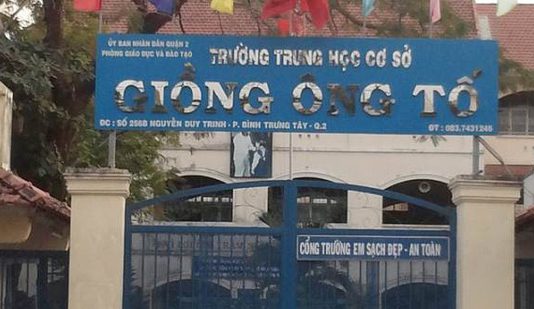 ỦY BAN NHÂN DÂN QUẬN 2
PHÒNG GIÁO DỤC VÀ ĐÀO TẠO
TRƯỜNG TRUNG HỌC CƠ SỞ
GIỒNG ÔNG TỐ
ĐC : SỐ 256B NGUYỄN DUY TRINH - P. BÌNH TRƯNG TÂY - Q.2
ĐT : 083.7431246
CỔNG TRƯỜNG EM SẠCH ĐẸP - AN TOÀN